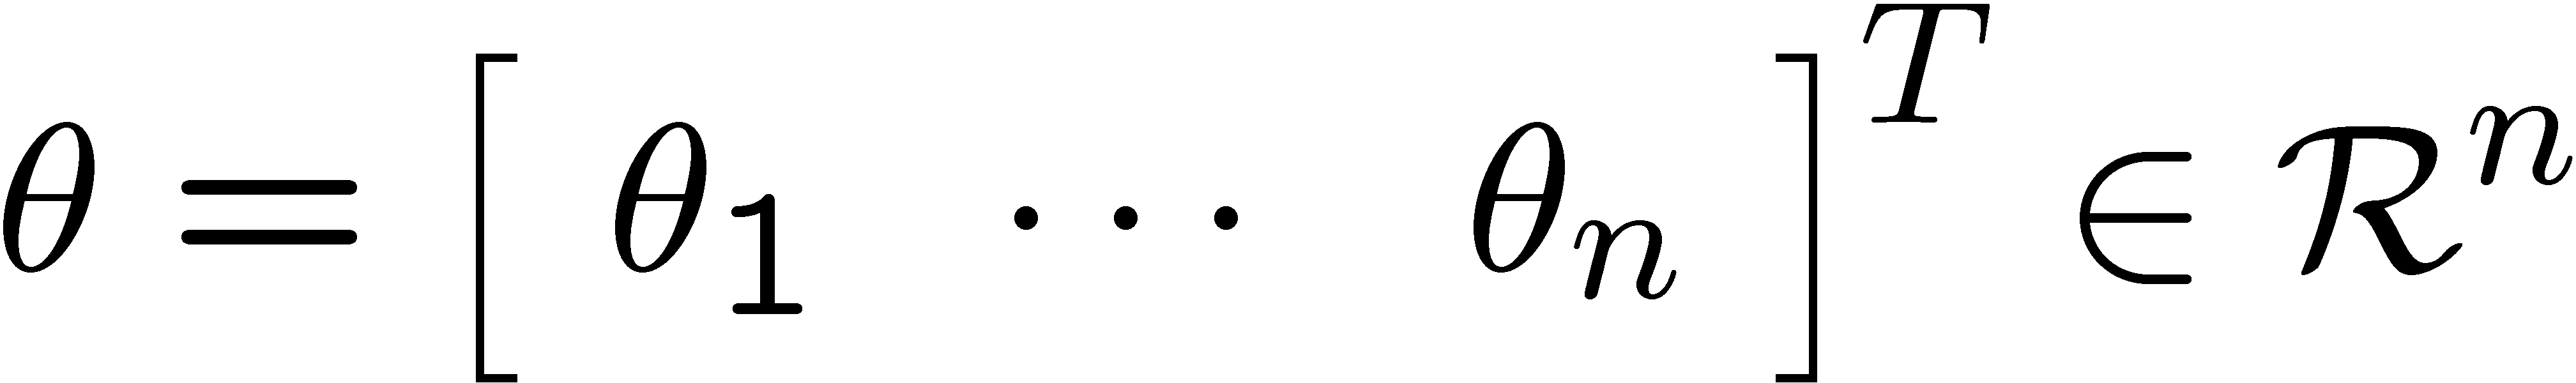 θ = [ θ₁ ⋯ θₙ ]ᵀ ∈ ℛⁿ